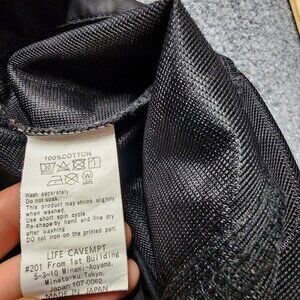 100%COTTON
W
Wash separately
Do not soak.
This product may shrink slightly
when washed.
Use short spin cycle.
Re-shape by hand and line dry
after washing.
Do not iron on the printed part.
LIFE CAVEMPT
#201 From 1st Building
5-3-10 Minami-Aoyama,
Minato-ku, Tokyo,
Japan 107-0062
MADE IN JAPAN